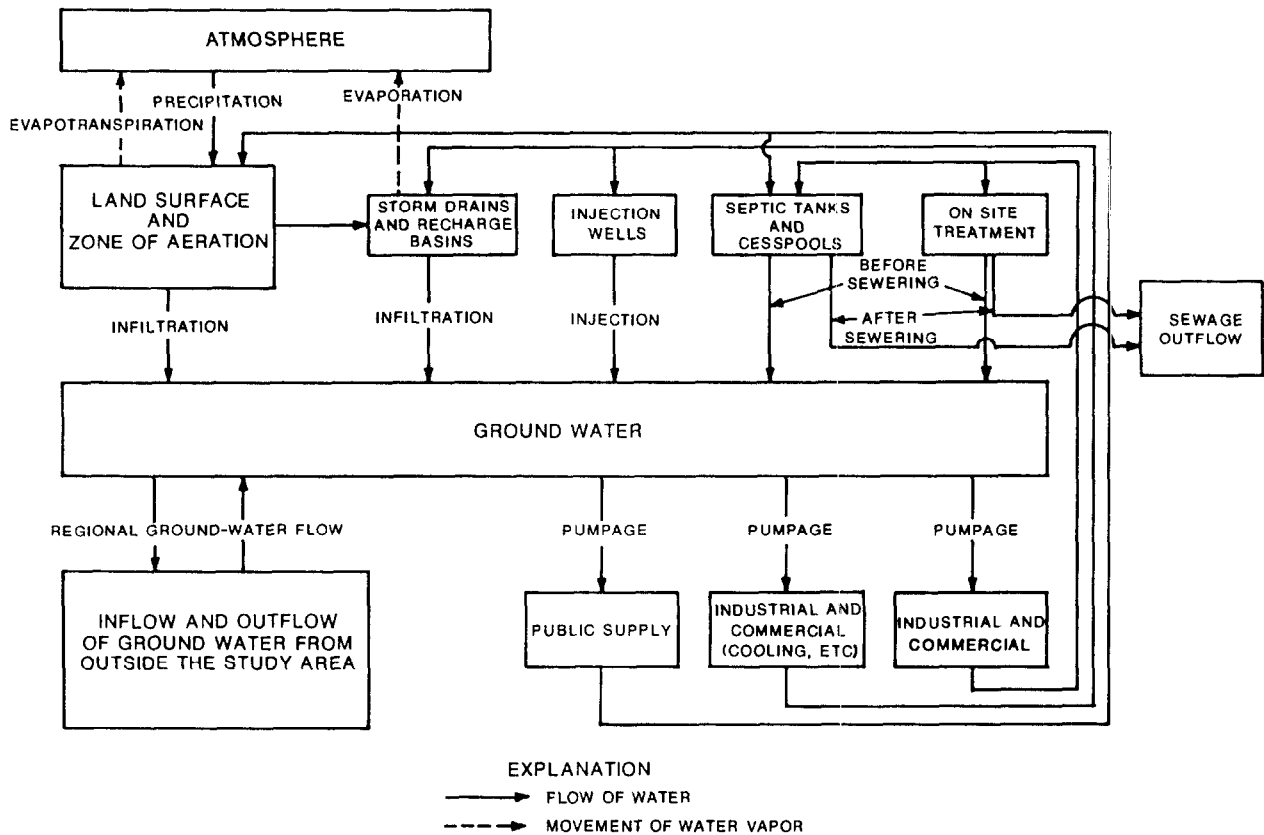 ATMOSPHERE
PRECIPITATION
EVAPORATION
EVAPOTRANSPIRATION
LAND SURFACE
AND
ZONE OF AERATION
STORM DRAINS
AND RECHARGE
BASINS
INJECTION
WELLS
SEPTIC TANKS
AND
CESSPOOLS
ON SITE
TREATMENT
BEFORE
SEWERING
AFTER
SEWERING
SEWAGE
OUTFLOW
INFILTRATION
INFILTRATION
INJECTION
GROUND WATER
REGIONAL GROUND-WATER FLOW
PUMPAGE
PUMPAGE
PUMPAGE
INFLOW AND OUTFLOW
OF GROUND WATER FROM
OUTSIDE THE STUDY AREA
PUBLIC SUPPLY
INDUSTRIAL AND
COMMERCIAL
(COOLING, ETC)
INDUSTRIAL AND
COMMERCIAL
EXPLANATION
FLOW OF WATER
MOVEMENT OF WATER VAPOR